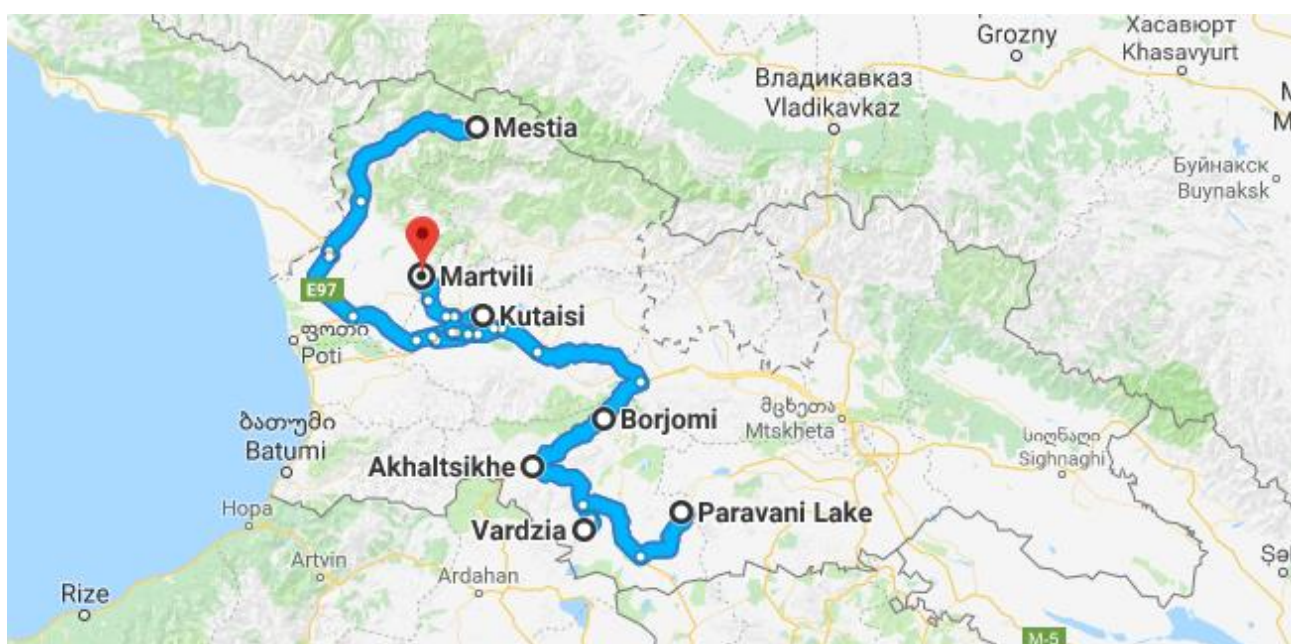 Grozny
Хасавюрт
Khasavyurt
Владикавказ
Vladikavkaz
M
М
Буйнакск
Buynaksk
Mestia
Martvili
E97
Kutaisi
ფოთი
Poti
Borjomi
მცხეთა
Mtskheta
ბათუმი
Batumi
Akhaltsikhe
სიღნაღი
Sighnaghi
Hopa
Vardzia
Paravani Lake
Artvin
Ardahan
Şə
Rize
M-5